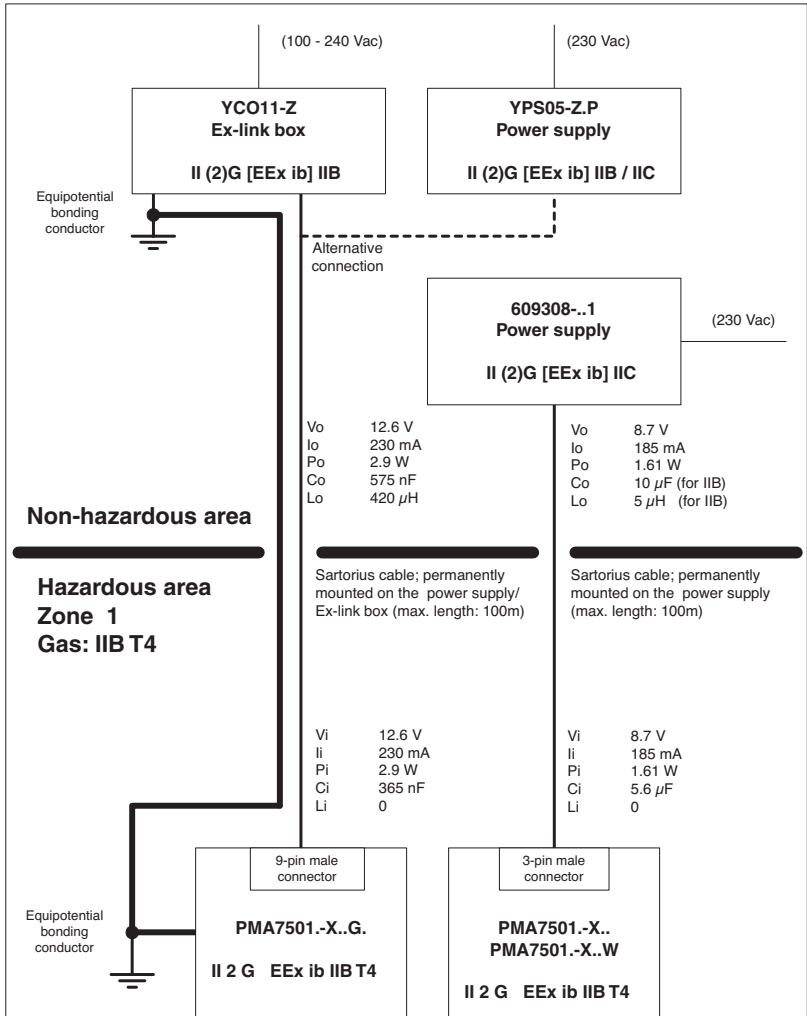 (100 - 240 Vac)
(230 Vac)
YCO11-Z
Ex-link box
II (2)G [EEx ib] IIB
YPS05-Z.P
Power supply
II (2)G [EEx ib] IIB / IIC
Equipotential
bonding
conductor
Alternative
connection
609308-..1
Power supply
II (2)G [EEx ib] IIC
(230 Vac)
Vo 12.6 V
Io 230 mA
Po 2.9 W
Co 575 nF
Lo 420 µH
Vo 8.7 V
Io 185 mA
Po 1.61 W
Co 10 µF (for IIB)
Lo 5 µH (for IIB)
Non-hazardous area
Hazardous area
Zone 1
Gas: IIB T4
Sartorius cable; permanently
mounted on the power supply/
Ex-link box (max. length: 100m)
Sartorius cable; permanently
mounted on the power supply
(max. length: 100m)
Vi 12.6 V
Ii 230 mA
Pi 2.9 W
Ci 365 nF
Li 0
Vi 8.7 V
Ii 185 mA
Pi 1.61 W
Ci 5.6 µF
Li 0
9-pin male
connector
3-pin male
connector
Equipotential
bonding
conductor
PMA7501.-X..G.
II 2 G EEx ib IIB T4
PMA7501.-X..
PMA7501.-X..W
II 2 G EEx ib IIB T4